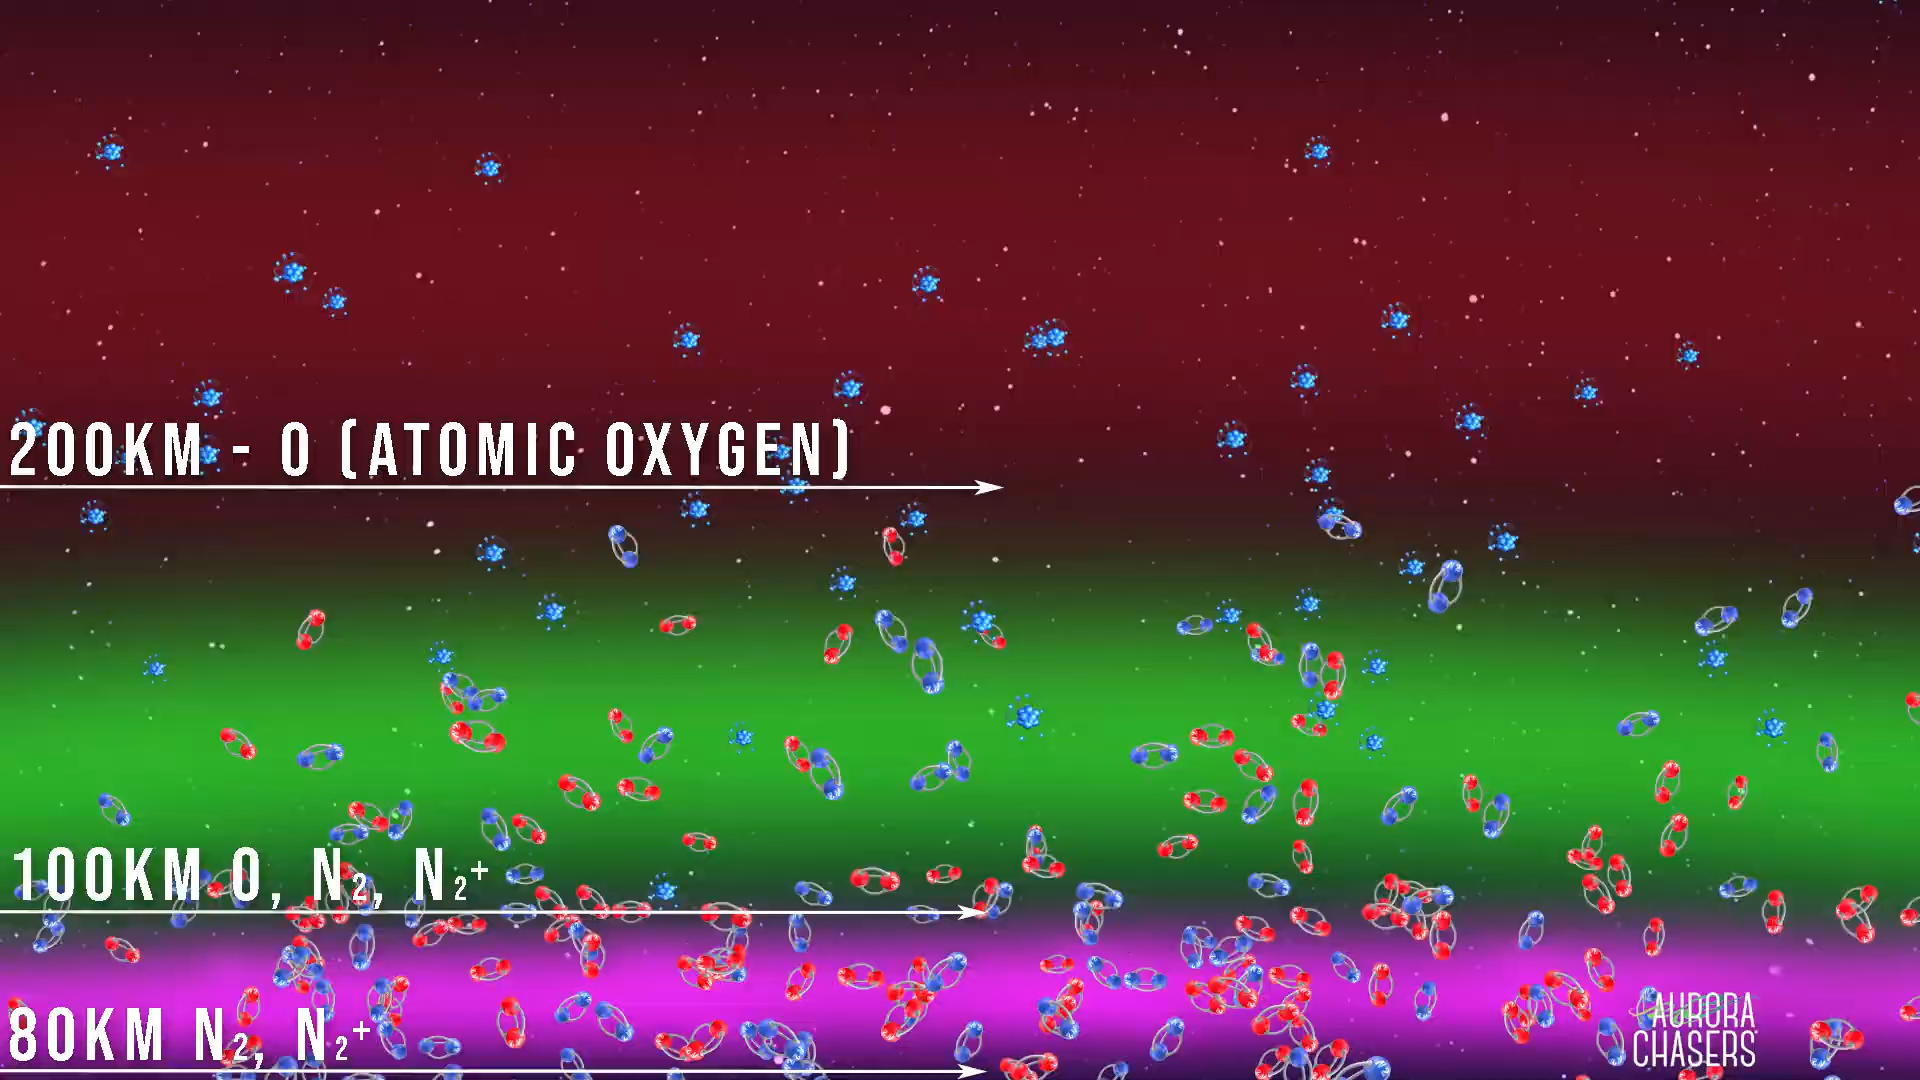 200KM - O (ATOMIC OXYGEN)
100KM O, N₂, N₂⁺
80KM N₂, N₂⁺
AURORA
CHASERS